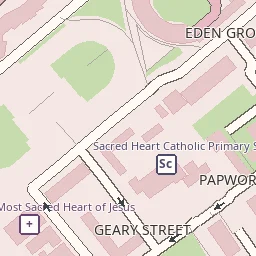 EDEN GRO
Sacred Heart Catholic Primary S
Sc
PAPWOR
Most Sacred Heart of Jesus
GEARY STREET